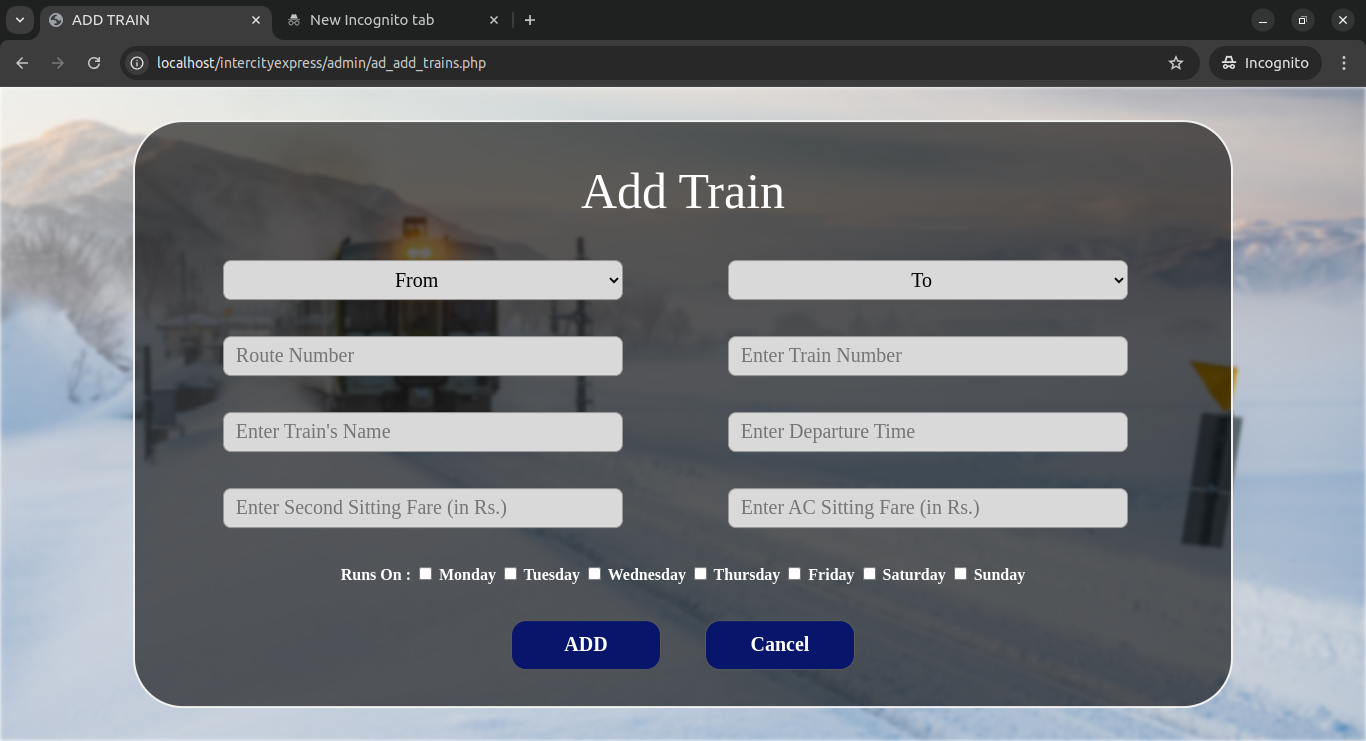 ADD TRAIN
New Incognito tab
localhost/intercityexpress/admin/ad_add_trains.php
Incognito
Add Train
From
To
Route Number
Enter Train Number
Enter Train's Name
Enter Departure Time
Enter Second Sitting Fare (in Rs.)
Enter AC Sitting Fare (in Rs.)
Runs On : Monday Tuesday Wednesday Thursday Friday Saturday Sunday
ADD
Cancel